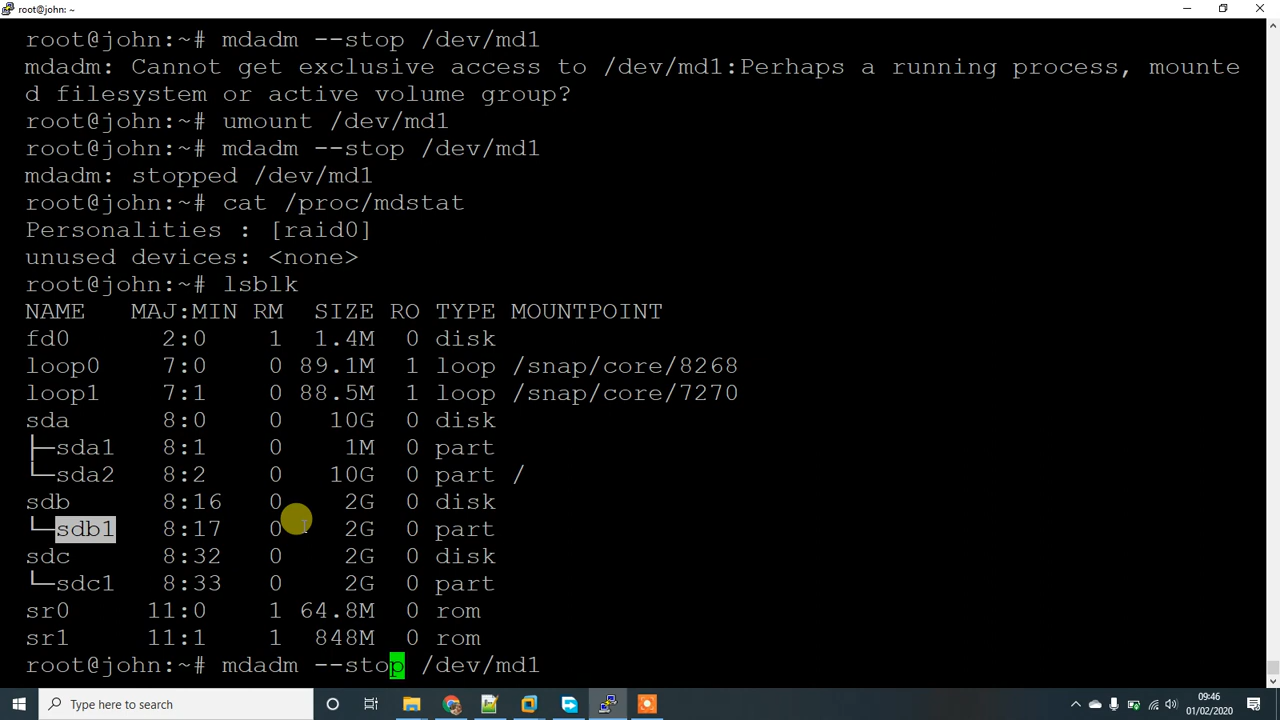 root@john: ~
root@john:~# mdadm --stop /dev/md1
mdadm: Cannot get exclusive access to /dev/md1:Perhaps a running process, mounte
d filesystem or active volume group?
root@john:~# umount /dev/md1
root@john:~# mdadm --stop /dev/md1
mdadm: stopped /dev/md1
root@john:~# cat /proc/mdstat
Personalities : [raid0]
unused devices: <none>
root@john:~# lsblk
NAME   MAJ:MIN RM  SIZE RO TYPE MOUNTPOINT
fd0      2:0    1  1.4M  0 disk
loop0    7:0    0 89.1M  1 loop /snap/core/8268
loop1    7:1    0 88.5M  1 loop /snap/core/7270
sda      8:0    0   10G  0 disk
├─sda1   8:1    0    1M  0 part
└─sda2   8:2    0   10G  0 part /
sdb      8:16   0    2G  0 disk
└─sdb1   8:17   0    2G  0 part
sdc      8:32   0    2G  0 disk
└─sdc1   8:33   0    2G  0 part
sr0     11:0    1 64.8M  0 rom
sr1     11:1    1  848M  0 rom
root@john:~# mdadm --stop /dev/md1
Type here to search
09:46
01/02/2020